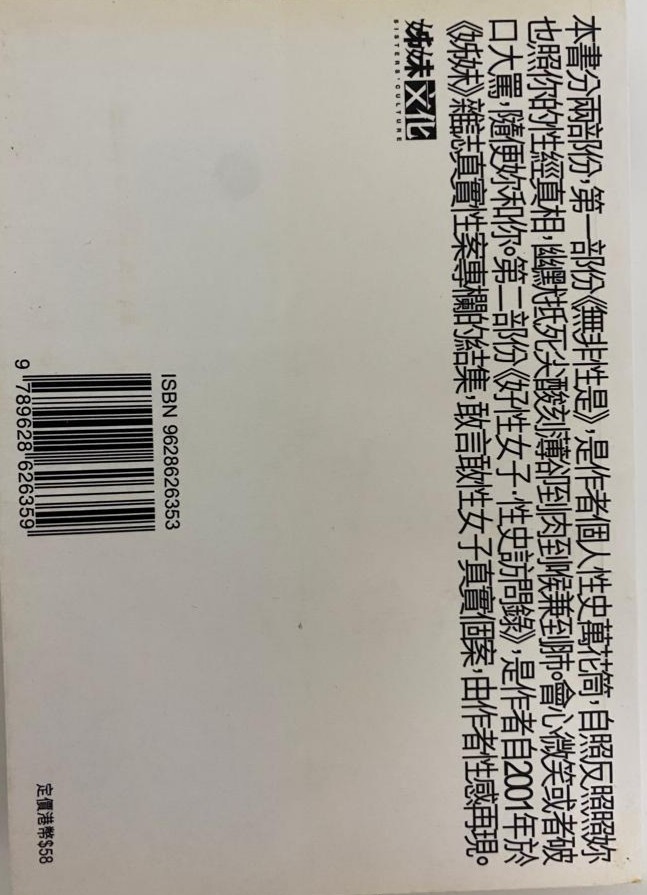 本書分兩部份，第一部份《無非性是》，是作者個人性史萬花筒，自照反照照妳
也照你的性經真相，幽默抵死尖酸刻薄卻到肉到喉兼到肺。會心微笑或者破
口大罵，隨便妳和你。第二部份《好性女子：性史訪問錄》，是作者自2001年於
《姊妹》雜誌真實性案專欄的結集，敢言敢性女子真實個案，由作者性感再現。
姊妹文化
SISTERS' CULTURE
ISBN 9628626353
9 789628 626359
定價港幣$58